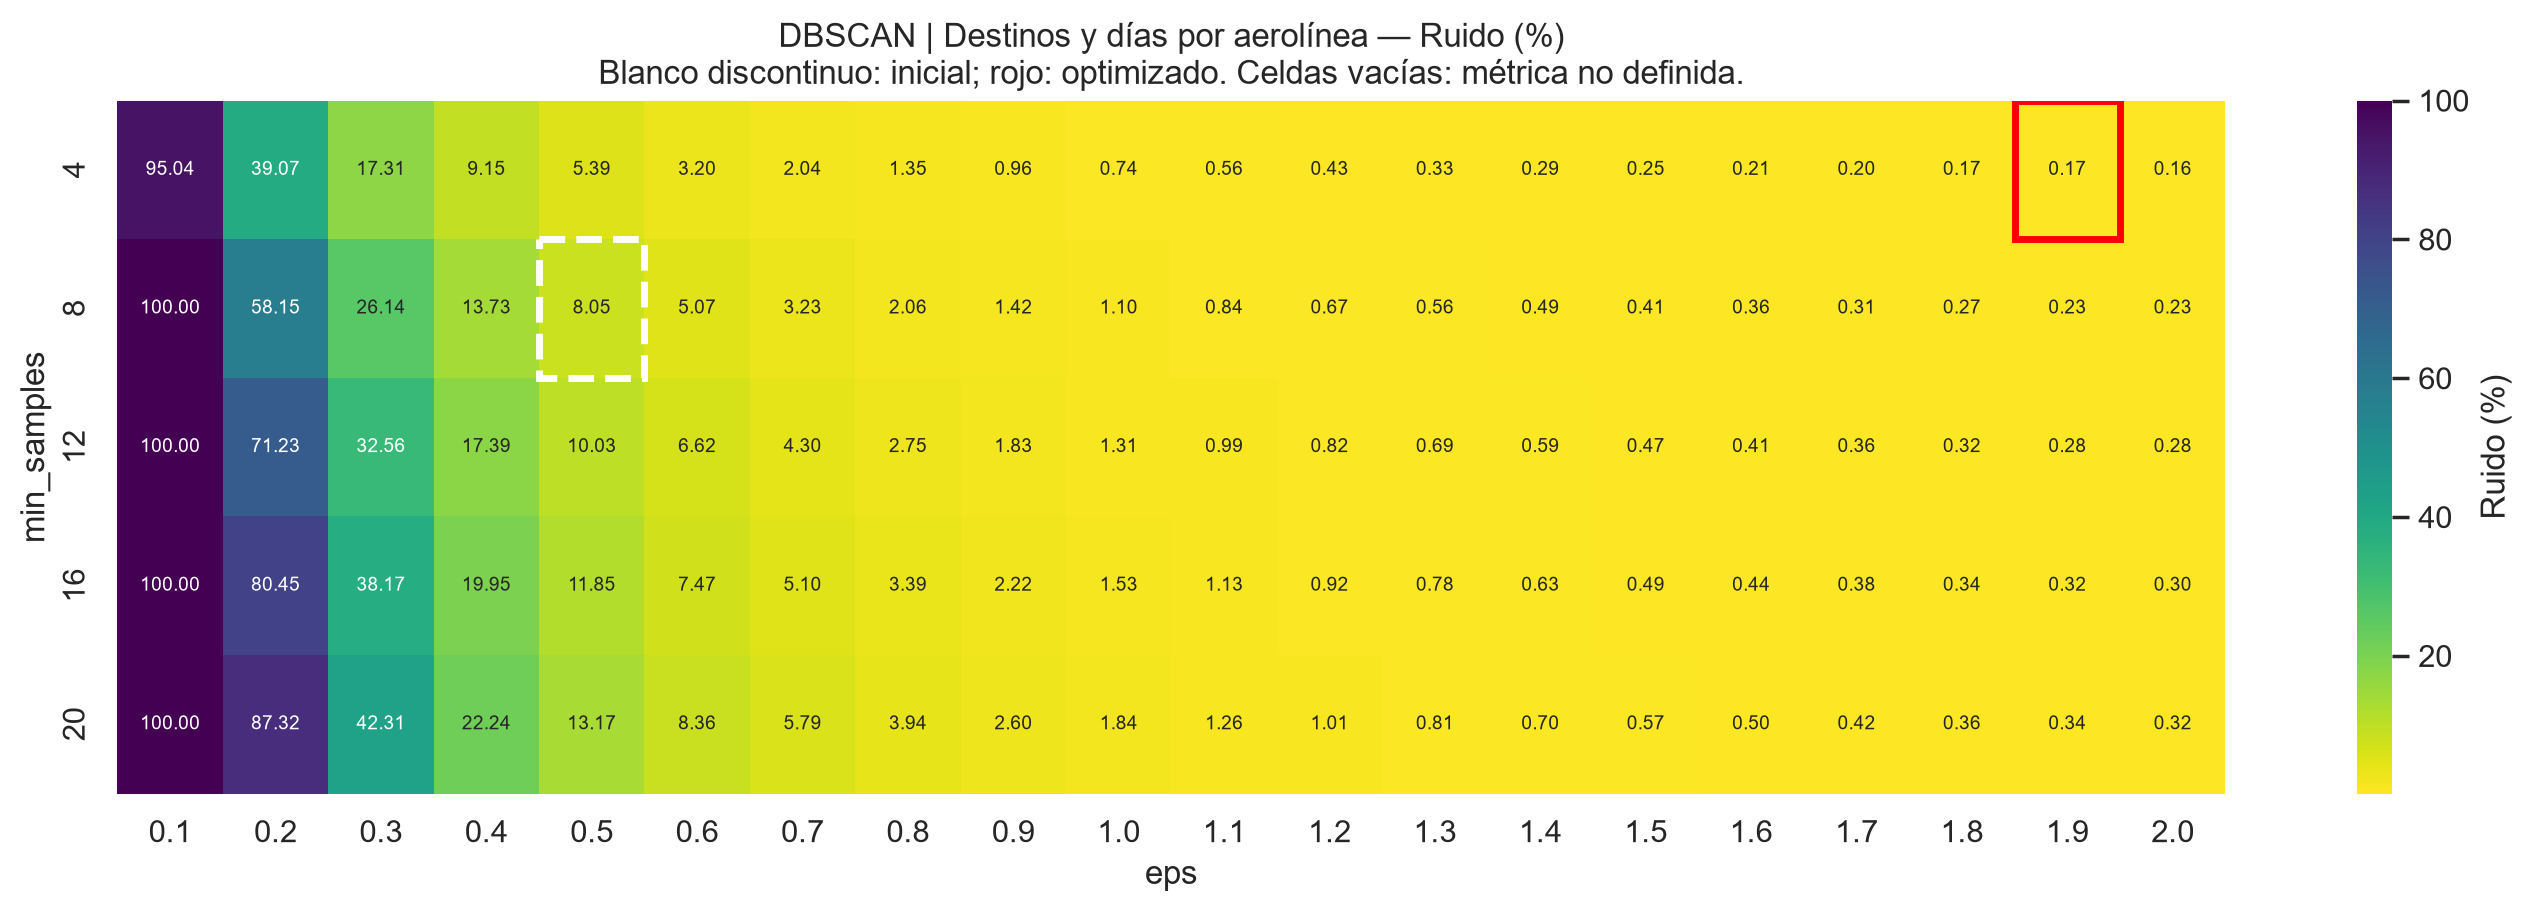 DBSCAN | Destinos y días por aerolínea — Ruido (%)
Blanco discontinuo: inicial; rojo: optimizado. Celdas vacías: métrica no definida.
min_samples
4 95.04 39.07 17.31 9.15 5.39 3.20 2.04 1.35 0.96 0.74 0.56 0.43 0.33 0.29 0.25 0.21 0.20 0.17 0.17 0.16
8 100.00 58.15 26.14 13.73 8.05 5.07 3.23 2.06 1.42 1.10 0.84 0.67 0.56 0.49 0.41 0.36 0.31 0.27 0.23 0.23
12 100.00 71.23 32.56 17.39 10.03 6.62 4.30 2.75 1.83 1.31 0.99 0.82 0.69 0.59 0.47 0.41 0.36 0.32 0.28 0.28
16 100.00 80.45 38.17 19.95 11.85 7.47 5.10 3.39 2.22 1.53 1.13 0.92 0.78 0.63 0.49 0.44 0.38 0.34 0.32 0.30
20 100.00 87.32 42.31 22.24 13.17 8.36 5.79 3.94 2.60 1.84 1.26 1.01 0.81 0.70 0.57 0.50 0.42 0.36 0.34 0.32
0.1 0.2 0.3 0.4 0.5 0.6 0.7 0.8 0.9 1.0 1.1 1.2 1.3 1.4 1.5 1.6 1.7 1.8 1.9 2.0
eps
100
80
60
40
20
Ruido (%)